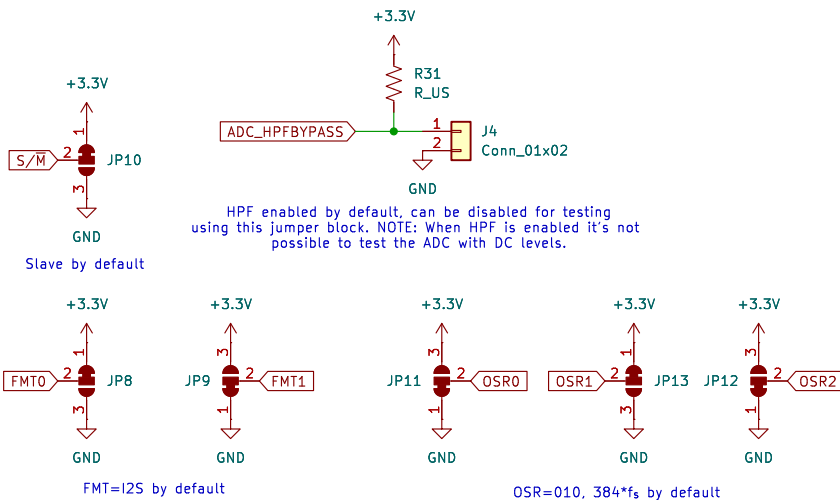 +3.3V
R31
R_US
ADC_HPFBYPASS
1
2
J4
Conn_01x02
GND
HPF enabled by default, can be disabled for testing
using this jumper block. NOTE: When HPF is enabled it's not
possible to test the ADC with DC levels.
+3.3V
1
S/M̅
2
JP10
3
GND
Slave by default
+3.3V
1
FMT0
2
JP8
3
GND
+3.3V
3
JP9
2
FMT1
1
GND
FMT=I2S by default
+3.3V
3
JP11
2
OSR0
1
GND
+3.3V
1
OSR1
2
JP13
3
GND
+3.3V
3
JP12
2
OSR2
1
GND
OSR=010, 384*fₛ by default